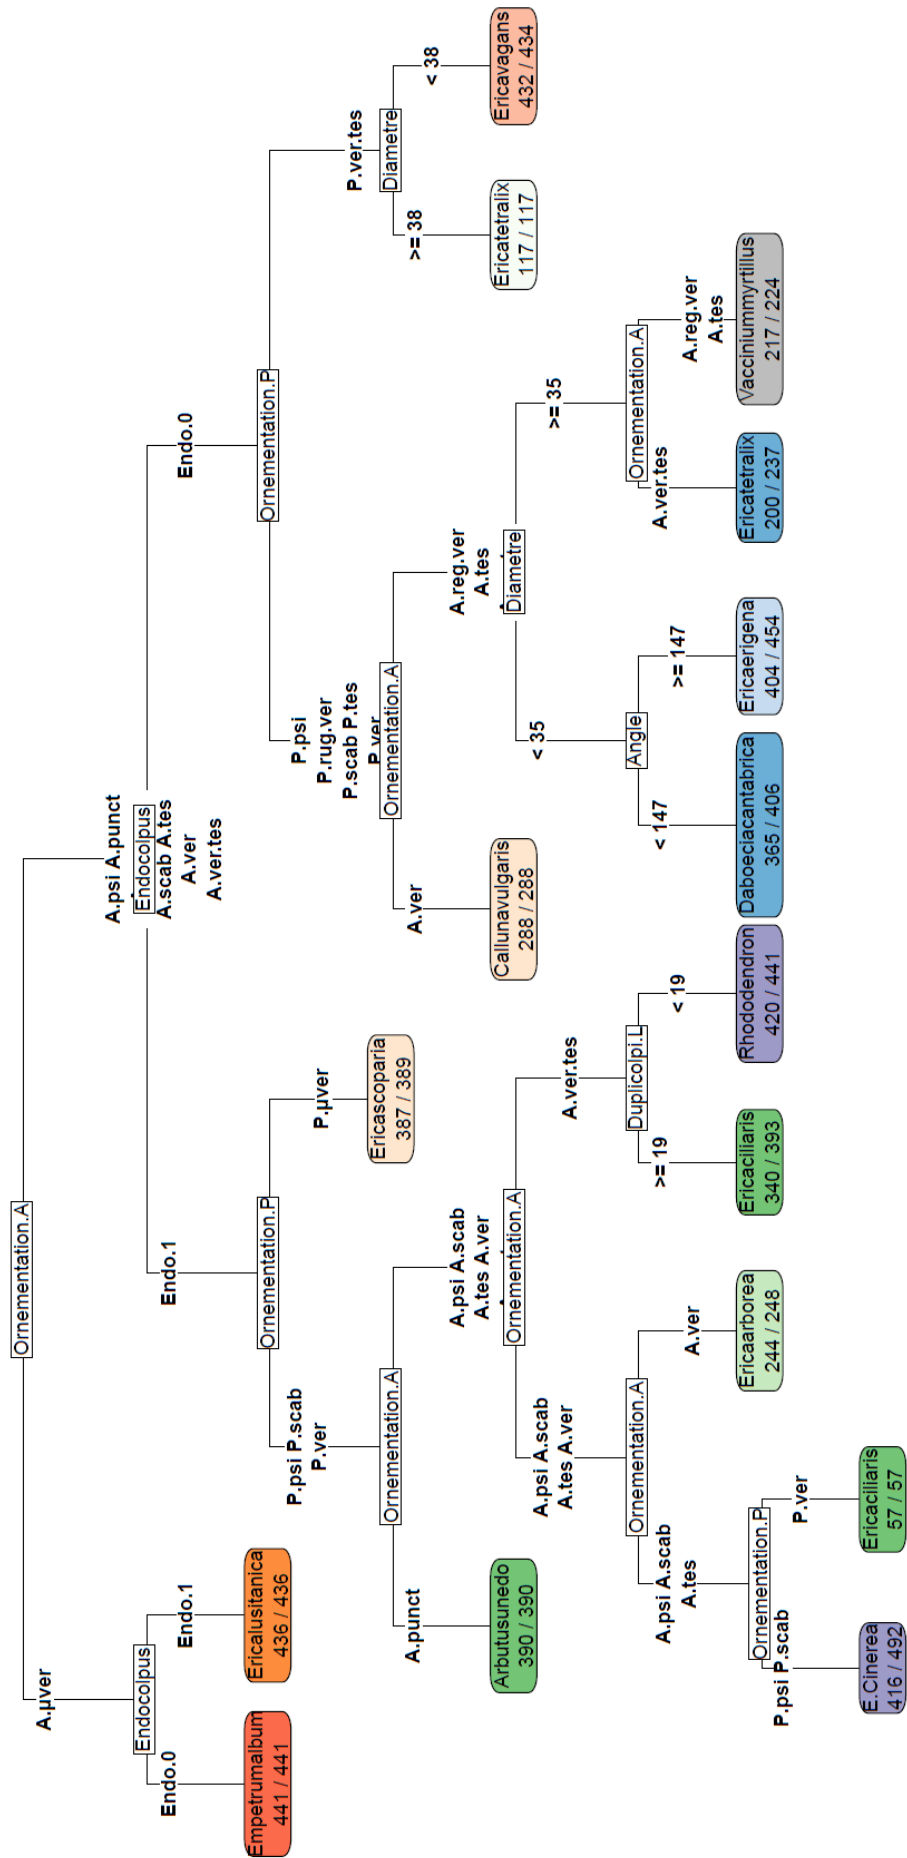 Ornementation.A
A.µver
A.psi A.punct
Endocolpus
A.scab A.tes
A.ver
A.ver.tes
Endocolpus
Endo.0
Endo.1
Endo.1
Endo.0
Empetrumalbum
441 / 441
Ericalusitanica
436 / 436
Ornementation.P
Ornementation.P
P.psi P.scab
P.ver
P.µver
P.psi
P.rug.ver
P.scab P.tes
P.ver
P.ver.tes
Ornementation.A
Ericascoparia
387 / 389
Ornementation.A
Diametre
A.punct
A.psi A.scab
A.tes A.ver
A.ver
A.reg.ver
A.tes
>= 38
< 38
Arbutusunedo
390 / 390
Ornementation.A
Callunavulgaris
288 / 288
Diametre
Ericatetralix
117 / 117
Ericavagans
432 / 434
A.psi A.scab
A.tes A.ver
A.ver.tes
< 35
>= 35
Ornementation.A
Duplicolpi.L
Angle
Ornementation.A
A.psi A.scab
A.tes
A.ver
>= 19
< 19
< 147
>= 147
A.ver.tes
A.reg.ver
A.tes
Ornementation.P
Ericaarborea
244 / 248
Ericaciliaris
340 / 393
Rhododendron
420 / 441
Daboeciacantabrica
365 / 406
Ericaerigena
404 / 454
Ericatetralix
200 / 237
Vacciniummyrtillus
217 / 224
P.psi P.scab
P.ver
E.Cinerea
416 / 492
Ericaciliaris
57 / 57